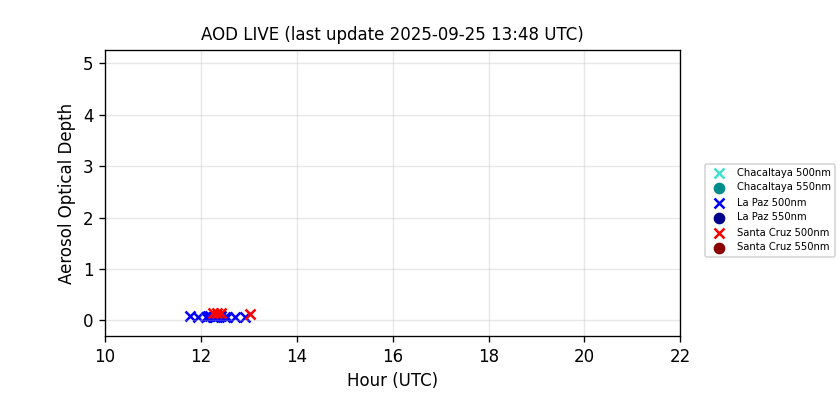 AOD LIVE (last update 2025-09-25 13:48 UTC)
5
4
3
2
1
0
Aerosol Optical Depth
10 12 14 16 18 20 22
Hour (UTC)
Chacaltaya 500nm
Chacaltaya 550nm
La Paz 500nm
La Paz 550nm
Santa Cruz 500nm
Santa Cruz 550nm